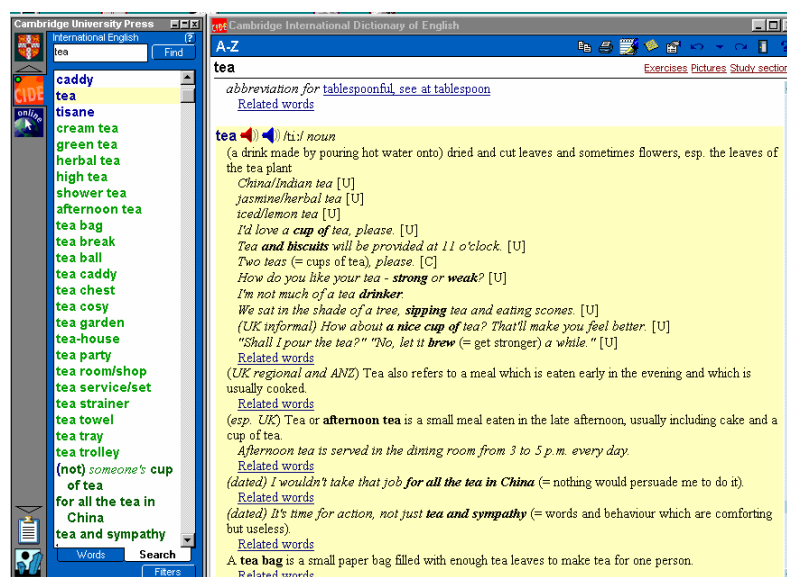 Cambridge University Press
International English
(?
tea
Find
CIDE
online
caddy
tea
tisane
cream tea
green tea
herbal tea
high tea
shower tea
afternoon tea
tea bag
tea break
tea ball
tea caddy
tea chest
tea cosy
tea garden
tea-house
tea party
tea room/shop
tea service/set
tea strainer
tea towel
tea tray
tea trolley
(not) someone's cup
of tea
for all the tea in
China
tea and sympathy
Words
Search
Filters
CIDE Cambridge International Dictionary of English
A-Z
tea
Exercises Pictures Study section
abbreviation for tablespoonful, see at tablespoon
Related words
tea /tiː/ noun
(a drink made by pouring hot water onto) dried and cut leaves and sometimes flowers, esp. the leaves of
the tea plant
China/Indian tea [U]
jasmine/herbal tea [U]
iced/lemon tea [U]
I'd love a cup of tea, please. [U]
Tea and biscuits will be provided at 11 o'clock. [U]
Two teas (= cups of tea), please. [C]
How do you like your tea - strong or weak? [U]
I'm not much of a tea drinker.
We sat in the shade of a tree, sipping tea and eating scones. [U]
(UK informal) How about a nice cup of tea? That'll make you feel better. [U]
"Shall I pour the tea?" "No, let it brew (= get stronger) a while." [U]
Related words
(UK regional and ANZ) Tea also refers to a meal which is eaten early in the evening and which is
usually cooked.
Related words
(esp. UK) Tea or afternoon tea is a small meal eaten in the late afternoon, usually including cake and a
cup of tea.
Afternoon tea is served in the dining room from 3 to 5 p.m. every day.
Related words
(dated) I wouldn't take that job for all the tea in China (= nothing would persuade me to do it).
Related words
(dated) It's time for action, not just tea and sympathy (= words and behaviour which are comforting
but useless).
Related words
A tea bag is a small paper bag filled with enough tea leaves to make tea for one person.
Related words